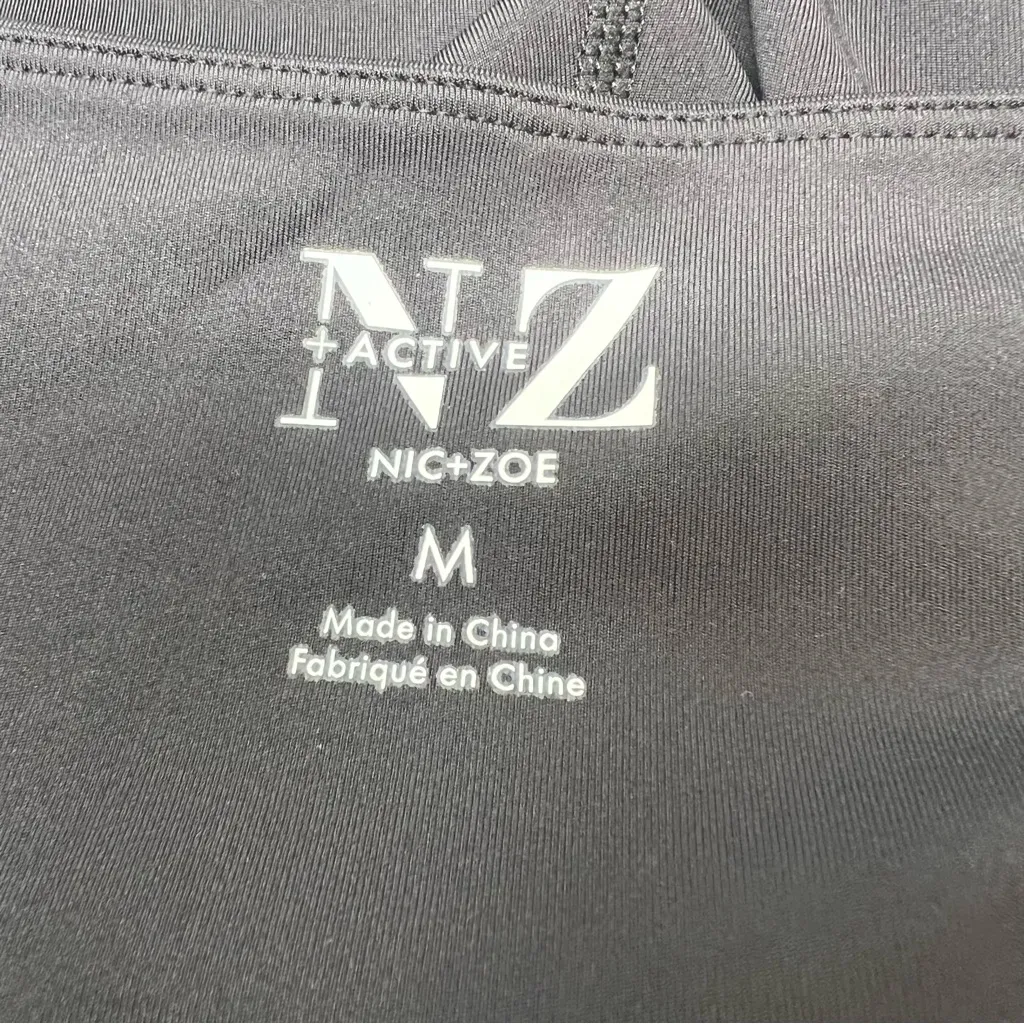 NZ
+ACTIVE
NIC+ZOE
M
Made in China
Fabriqué en Chine